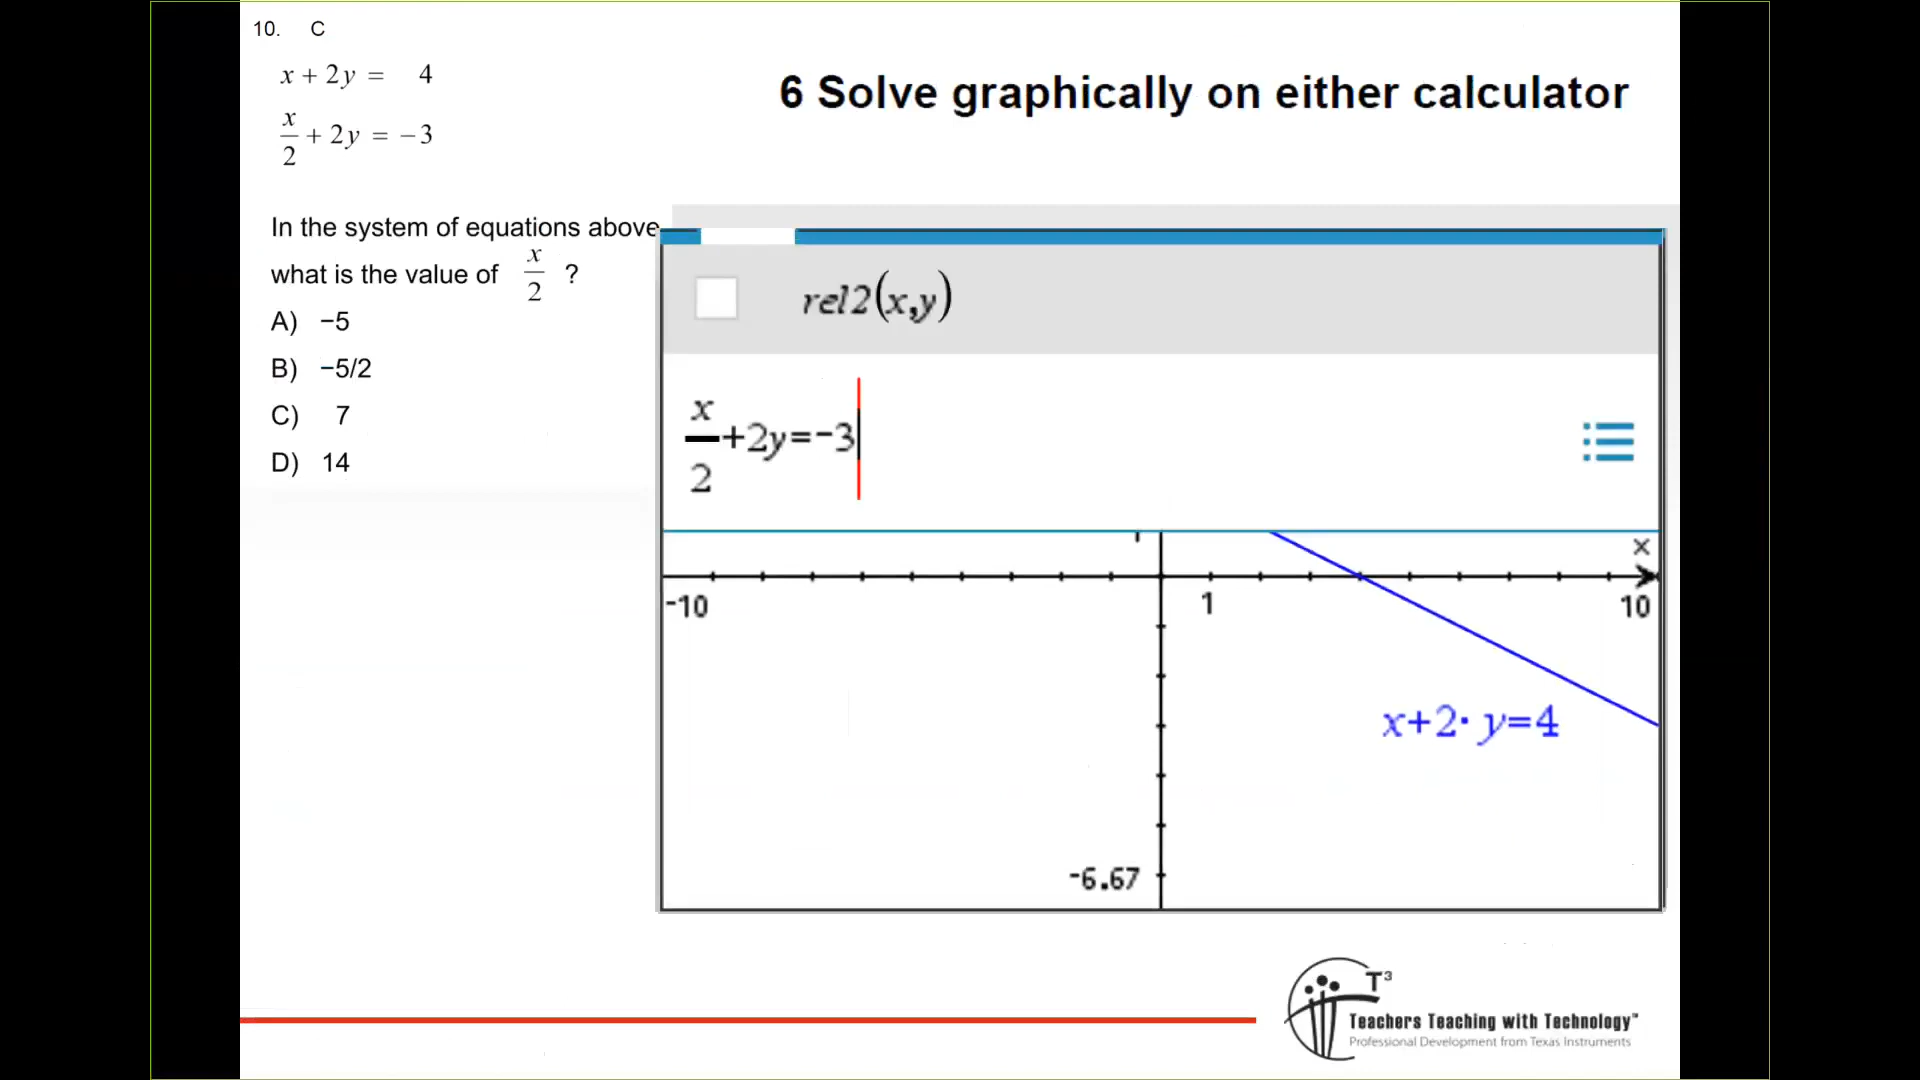 10. C
x + 2y = 4
x/2 + 2y = −3
6 Solve graphically on either calculator
In the system of equations above
what is the value of x/2 ?
A) −5
B) −5/2
C) 7
D) 14
rel2(x,y)
x/2+2y=-3
x
-10
1
10
x+2· y=4
-6.67
T³
Teachers Teaching with Technology™
Professional Development from Texas Instruments